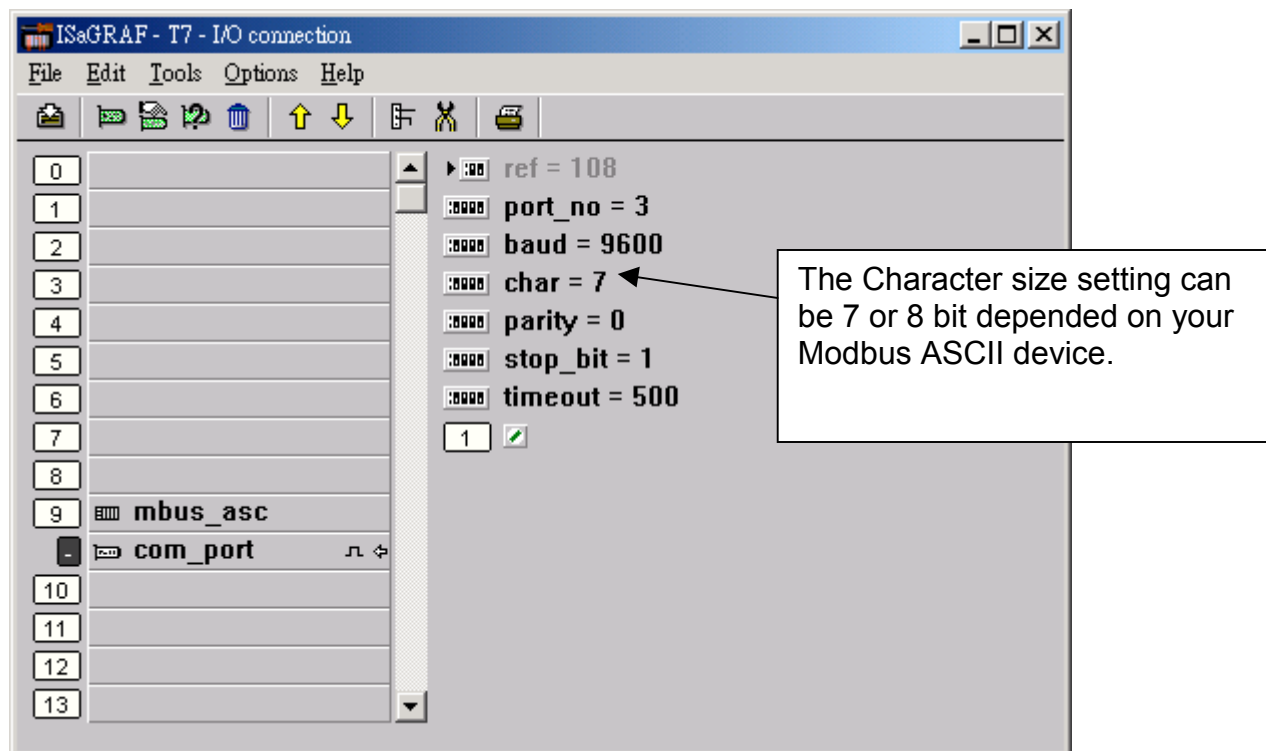 ISaGRAF - T7 - I/O connection
File Edit Tools Options Help
0
1
2
3
4
5
6
7
8
9 mbus_asc
- com_port
10
11
12
13
ref = 108
port_no = 3
baud = 9600
char = 7
parity = 0
stop_bit = 1
timeout = 500
1
The Character size setting can
be 7 or 8 bit depended on your
Modbus ASCII device.